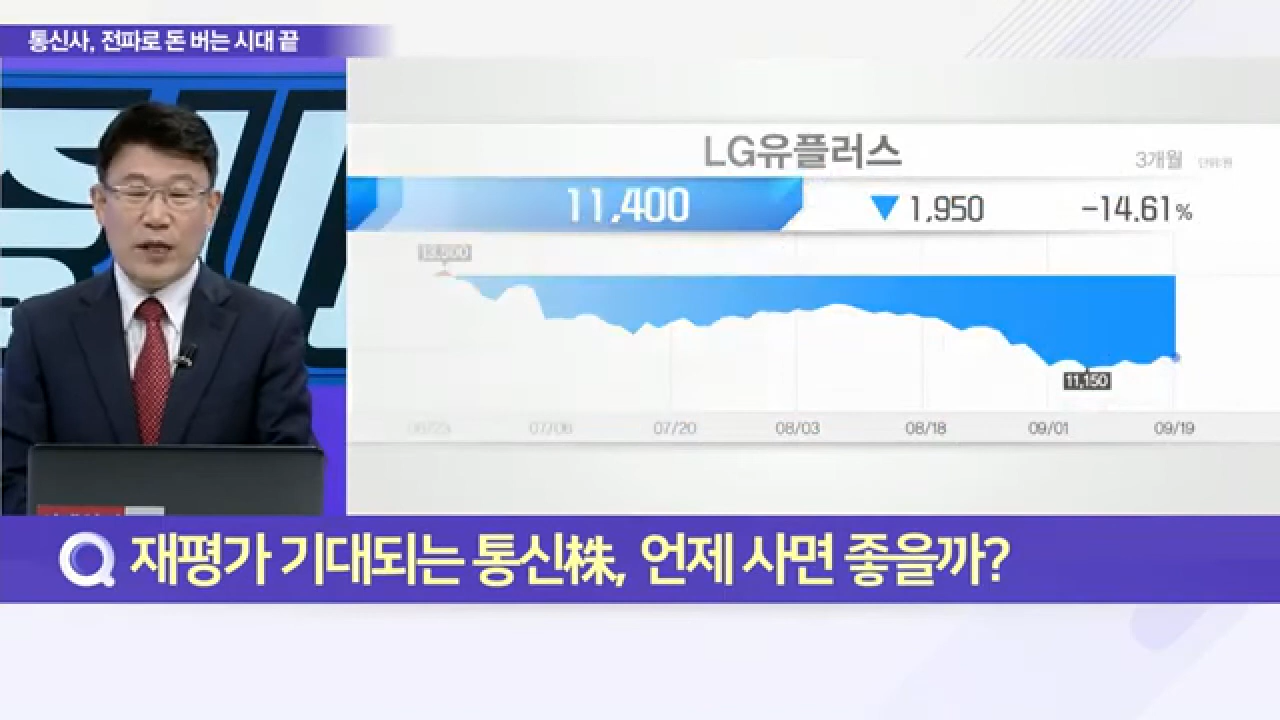 통신사, 전파로 돈 버는 시대 끝
LG유플러스
3개월
11,400 ▼1,950 -14.61%
11,150
07/06 07/20 08/03 08/18 09/01 09/19
Q 재평가 기대되는 통신株, 언제 사면 좋을까?